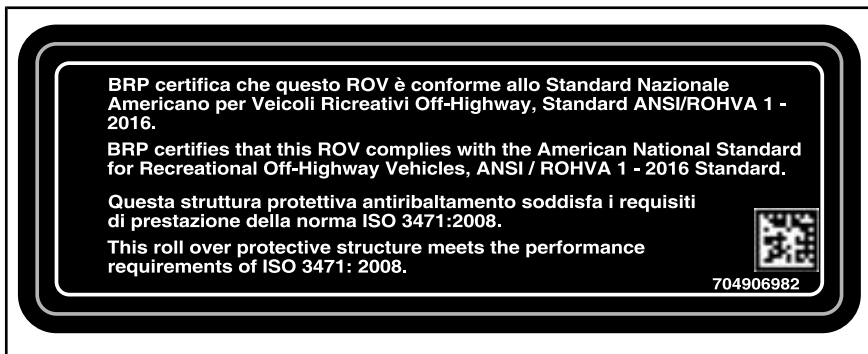 BRP certifica che questo ROV è conforme allo Standard Nazionale
Americano per Veicoli Ricreativi Off-Highway, Standard ANSI/ROHVA 1 -
2016.
BRP certifies that this ROV complies with the American National Standard
for Recreational Off-Highway Vehicles, ANSI / ROHVA 1 - 2016 Standard.
Questa struttura protettiva antiribaltamento soddisfa i requisiti
di prestazione della norma ISO 3471:2008.
This roll over protective structure meets the performance
requirements of ISO 3471: 2008.
704906982